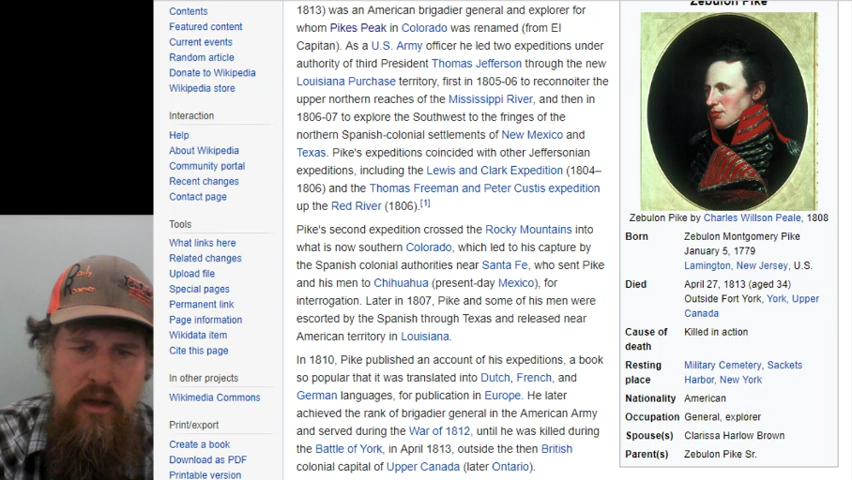 Contents
Featured content
Current events
Random article
Donate to Wikipedia
Wikipedia store
Interaction
Help
About Wikipedia
Community portal
Recent changes
Contact page
Tools
What links here
Related changes
Upload file
Special pages
Permanent link
Page information
Wikidata item
Cite this page
In other projects
Wikimedia Commons
Print/export
Create a book
Download as PDF
Printable version
1813) was an American brigadier general and explorer for
whom Pikes Peak in Colorado was renamed (from El
Capitan). As a U.S. Army officer he led two expeditions under
authority of third President Thomas Jefferson through the new
Louisiana Purchase territory, first in 1805-06 to reconnoiter the
upper northern reaches of the Mississippi River, and then in
1806-07 to explore the Southwest to the fringes of the
northern Spanish-colonial settlements of New Mexico and
Texas. Pike's expeditions coincided with other Jeffersonian
expeditions, including the Lewis and Clark Expedition (1804–
1806) and the Thomas Freeman and Peter Custis expedition
up the Red River (1806).[1]
Pike's second expedition crossed the Rocky Mountains into
what is now southern Colorado, which led to his capture by
the Spanish colonial authorities near Santa Fe, who sent Pike
and his men to Chihuahua (present-day Mexico), for
interrogation. Later in 1807, Pike and some of his men were
escorted by the Spanish through Texas and released near
American territory in Louisiana.
In 1810, Pike published an account of his expeditions, a book
so popular that it was translated into Dutch, French, and
German languages, for publication in Europe. He later
achieved the rank of brigadier general in the American Army
and served during the War of 1812, until he was killed during
the Battle of York, in April 1813, outside the then British
colonial capital of Upper Canada (later Ontario).
Zebulon Pike
Zebulon Pike by Charles Willson Peale, 1808
Born Zebulon Montgomery Pike
January 5, 1779
Lamington, New Jersey, U.S.
Died April 27, 1813 (aged 34)
Outside Fort York, York, Upper
Canada
Cause of Killed in action
death
Resting Military Cemetery, Sackets
place Harbor, New York
Nationality American
Occupation General, explorer
Spouse(s) Clarissa Harlow Brown
Parent(s) Zebulon Pike Sr.